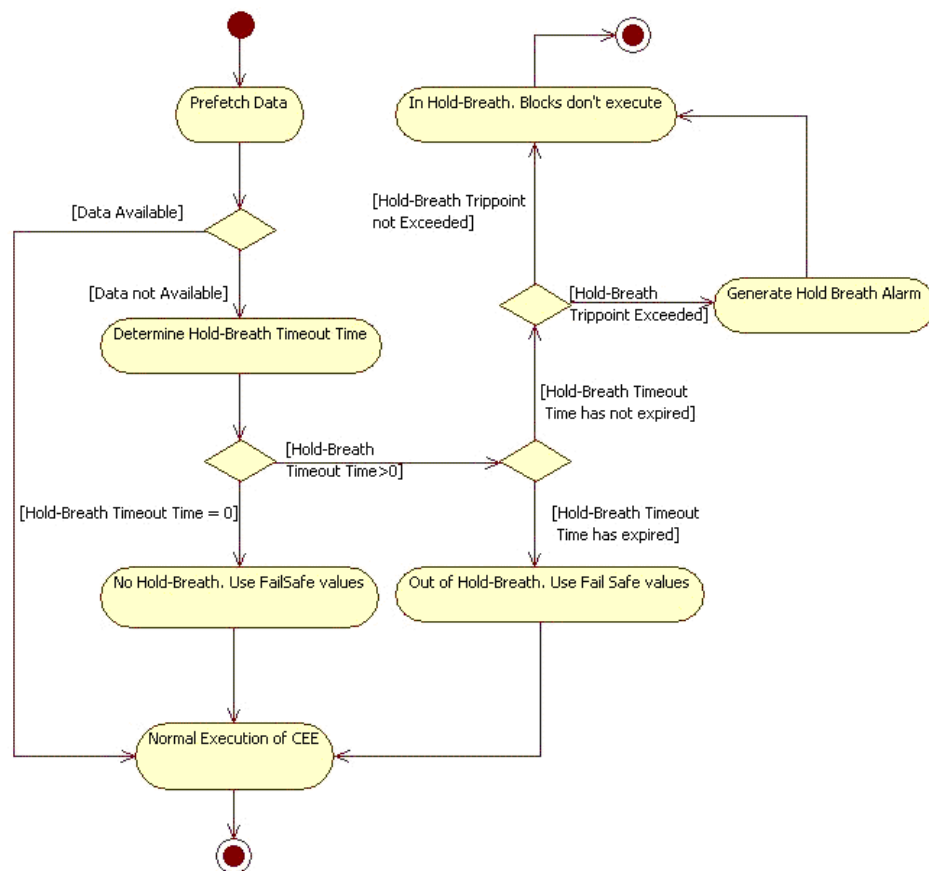 Prefetch Data
In Hold-Breath. Blocks don't execute
[Data Available]
[Hold-Breath Trippoint
not Exceeded]
[Data not Available]
[Hold-Breath
Trippoint Exceeded]
Generate Hold Breath Alarm
Determine Hold-Breath Timeout Time
[Hold-Breath Timeout
Time has not expired]
[Hold-Breath
Timeout Time>0]
[Hold-Breath Timeout Time = 0]
[Hold-Breath Timeout
Time has expired]
No Hold-Breath. Use FailSafe values
Out of Hold-Breath. Use Fail Safe values
Normal Execution of CEE